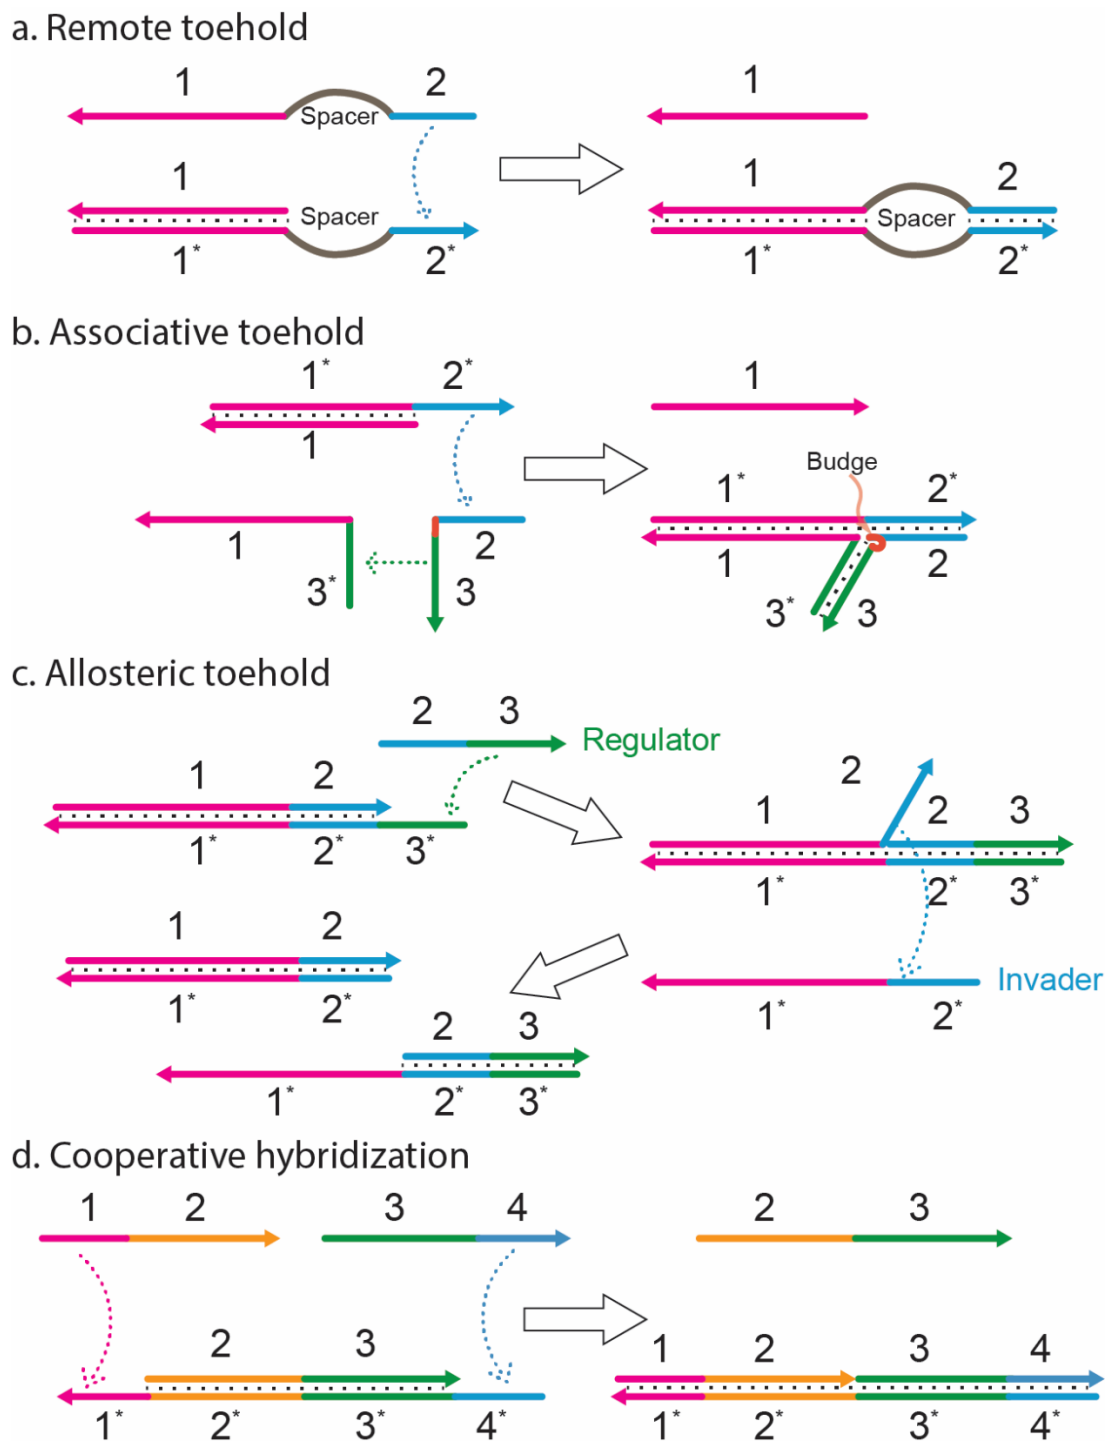 a. Remote toehold
1 2 1
Spacer
1 1 2
Spacer Spacer
1* 2* 1* 2*
b. Associative toehold
1* 2* 1
1
Budge
1* 2*
1 2 1 2
3* 3 3* 3
c. Allosteric toehold
2 3
Regulator
1 2 2
1 2 3
1* 2* 3*
1* 2* 3*
1 2
Invader
1* 2* 1* 2*
2 3
1* 2* 3*
d. Cooperative hybridization
1 2 3 4 2 3
2 3 1 2 3 4
1* 2* 3* 4* 1* 2* 3* 4*